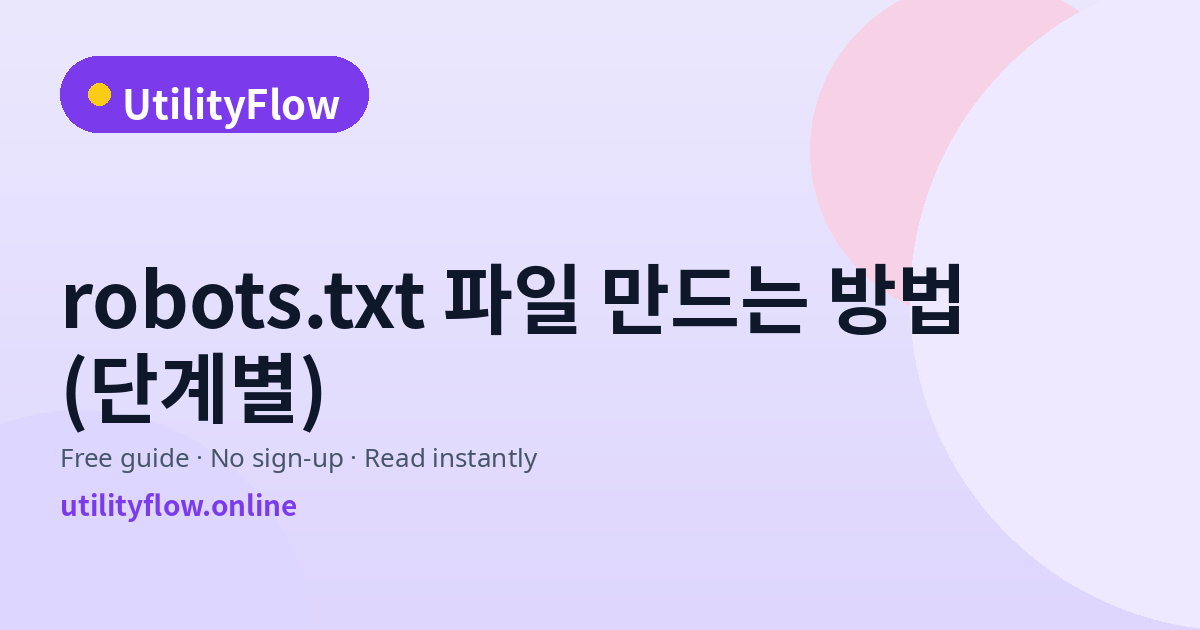 UtilityFlow
robots.txt 파일 만드는 방법
(단계별)
Free guide · No sign-up · Read instantly
utilityflow.online